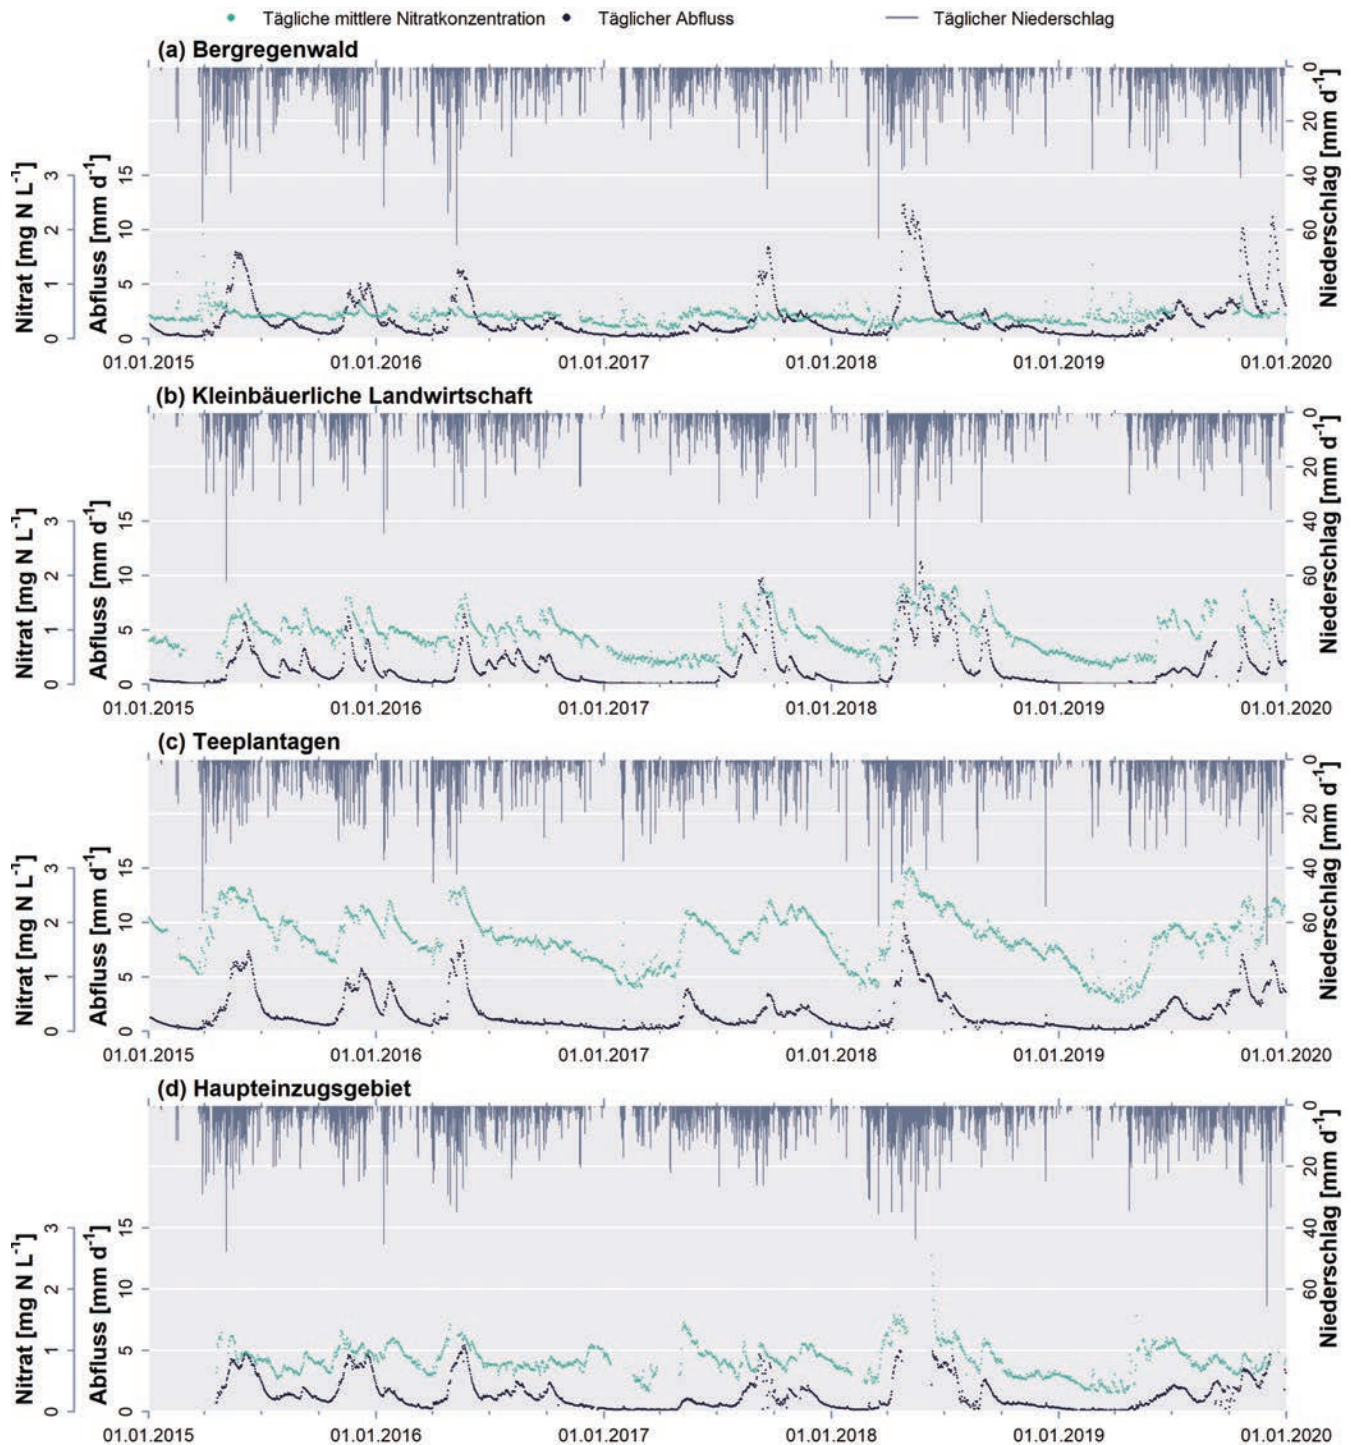 Tägliche mittlere Nitratkonzentration Täglicher Abfluss Täglicher Niederschlag
(a) Bergregenwald
Nitrat [mg N L⁻¹]
0 1 2 3
Abfluss [mm d⁻¹]
0 5 10 15
Niederschlag [mm d⁻¹]
0 20 40 60
01.01.2015 01.01.2016 01.01.2017 01.01.2018 01.01.2019 01.01.2020
(b) Kleinbäuerliche Landwirtschaft
Nitrat [mg N L⁻¹]
0 1 2 3
Abfluss [mm d⁻¹]
0 5 10 15
Niederschlag [mm d⁻¹]
0 20 40 60
01.01.2015 01.01.2016 01.01.2017 01.01.2018 01.01.2019 01.01.2020
(c) Teeplantagen
Nitrat [mg N L⁻¹]
0 1 2 3
Abfluss [mm d⁻¹]
0 5 10 15
Niederschlag [mm d⁻¹]
0 20 40 60
01.01.2015 01.01.2016 01.01.2017 01.01.2018 01.01.2019 01.01.2020
(d) Haupteinzugsgebiet
Nitrat [mg N L⁻¹]
0 1 2 3
Abfluss [mm d⁻¹]
0 5 10 15
Niederschlag [mm d⁻¹]
0 20 40 60
01.01.2015 01.01.2016 01.01.2017 01.01.2018 01.01.2019 01.01.2020